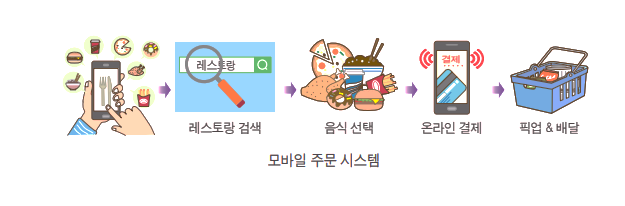 레스토랑
결제
레스토랑 검색
음식 선택
온라인 결제
픽업 & 배달
모바일 주문 시스템